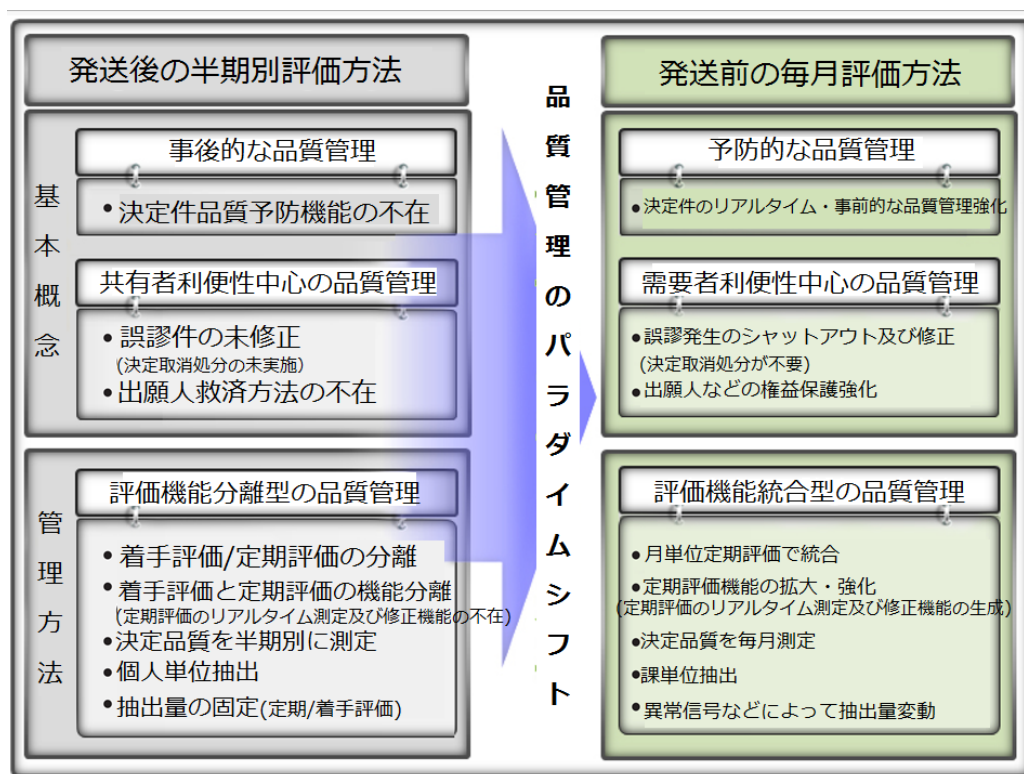 発送後の半期別評価方法
基本概念
事後的な品質管理
•決定件品質予防機能の不在
共有者利便性中心の品質管理
•誤謬件の未修正
(決定取消処分の未実施)
•出願人救済方法の不在
管理方法
評価機能分離型の品質管理
•着手評価/定期評価の分離
•着手評価と定期評価の機能分離
(定期評価のリアルタイム測定及び修正機能の不在)
•決定品質を半期別に測定
•個人単位抽出
•抽出量の固定(定期/着手評価)
品質管理のパラダイムシフト
発送前の毎月評価方法
予防的な品質管理
•決定件のリアルタイム・事前的な品質管理強化
需要者利便性中心の品質管理
•誤謬発生のシャットアウト及び修正
(決定取消処分が不要)
•出願人などの権益保護強化
評価機能統合型の品質管理
•月単位定期評価で統合
•定期評価機能の拡大・強化
(定期評価のリアルタイム測定及び修正機能の生成)
•決定品質を毎月測定
•課単位抽出
•異常信号などによって抽出量変動